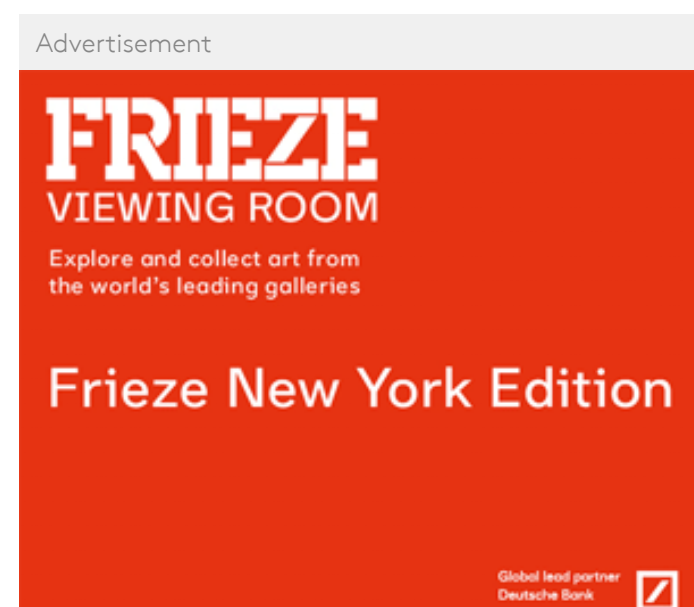 Advertisement
FRIEZE
VIEWING ROOM
Explore and collect art from
the world's leading galleries
Frieze New York Edition
Global lead partner
Deutsche Bank